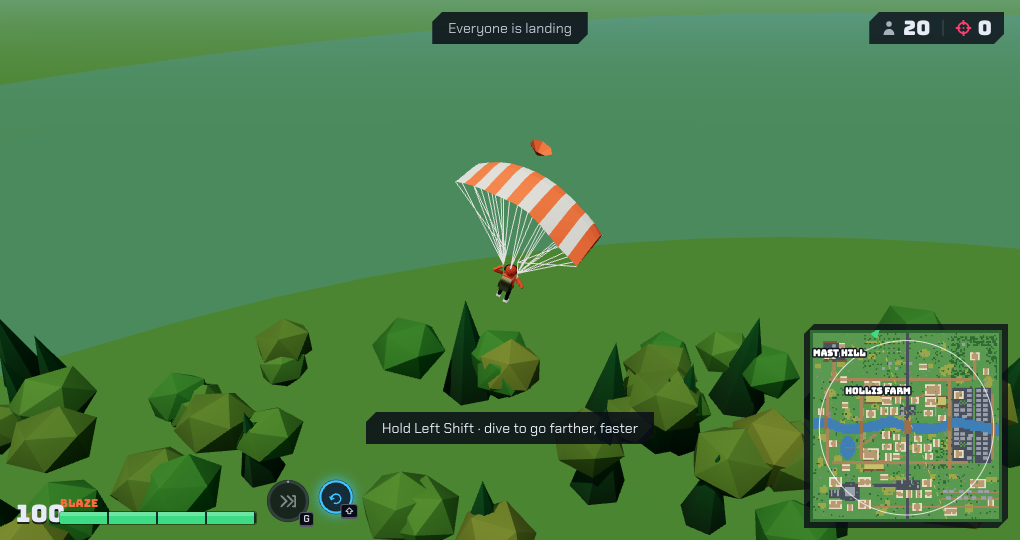 Everyone is landing
20
0
MAST HILL
HOLLIS FARM
Hold Left Shift · dive to go farther, faster
100
BLAZE
G